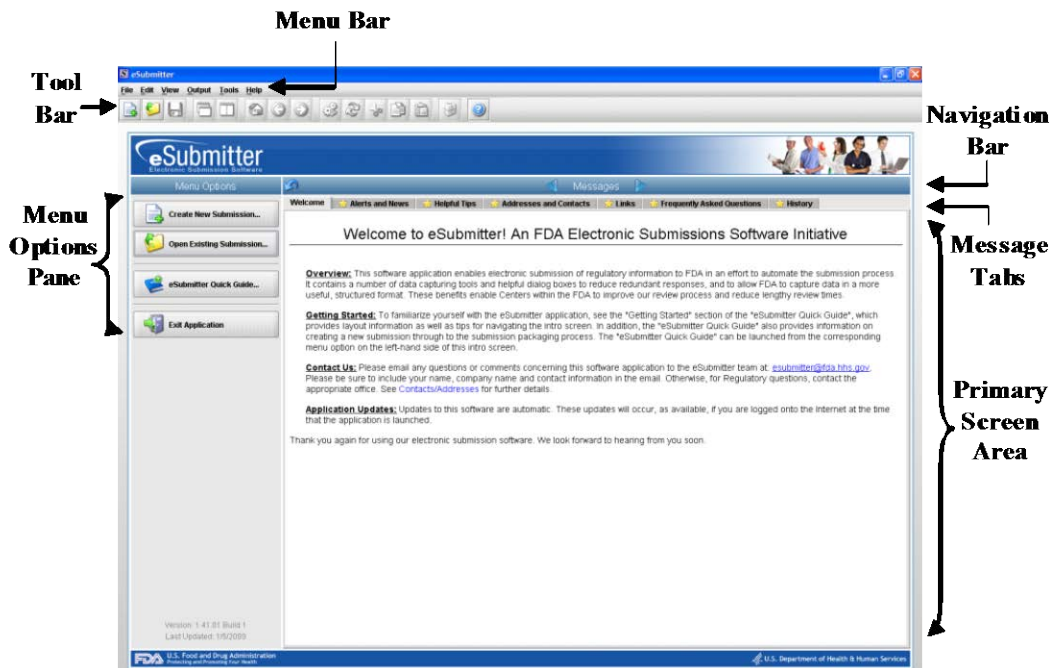 Menu Bar
Tool
Bar
eSubmitter
File Edit View Output Tools Help
Navigation
Bar
eSubmitter
Electronic Submission Software
Menu Options
Messages
Menu
Options
Pane
Create New Submission...
Open Existing Submission...
eSubmitter Quick Guide...
Exit Application
Message
Tabs
Welcome Alerts and News Helpful Tips Addresses and Contacts Links Frequently Asked Questions History
Welcome to eSubmitter! An FDA Electronic Submissions Software Initiative
Overview: This software application enables electronic submission of regulatory information to FDA in an effort to automate the submission process.
It contains a number of data capturing tools and helpful dialog boxes to reduce redundant responses, and to allow FDA to capture data in a more
useful, structured format. These benefits enable Centers within the FDA to improve our review process and reduce lengthy review times.
Getting Started: To familiarize yourself with the eSubmitter application, see the "Getting Started" section of the "eSubmitter Quick Guide", which
provides layout information as well as tips for navigating the intro screen. In addition, the "eSubmitter Quick Guide" also provides information on
creating a new submission through to the submission packaging process. The "eSubmitter Quick Guide" can be launched from the corresponding
menu option on the left-hand side of this intro screen.
Contact Us: Please email any questions or comments concerning this software application to the eSubmitter team at: esubmitter@fda.hhs.gov.
Please be sure to include your name, company name and contact information in the email. Otherwise, for Regulatory questions, contact the
appropriate office. See Contacts/Addresses for further details.
Application Updates: Updates to this software are automatic. These updates will occur, as available, if you are logged onto the Internet at the time
that the application is launched.
Thank you again for using our electronic submission software. We look forward to hearing from you soon.
Primary
Screen
Area
Version: 1.41.01 Build 1
Last Updated: 1/5/2009
FDA U.S. Food and Drug Administration
Protecting and Promoting Your Health
U.S. Department of Health & Human Services